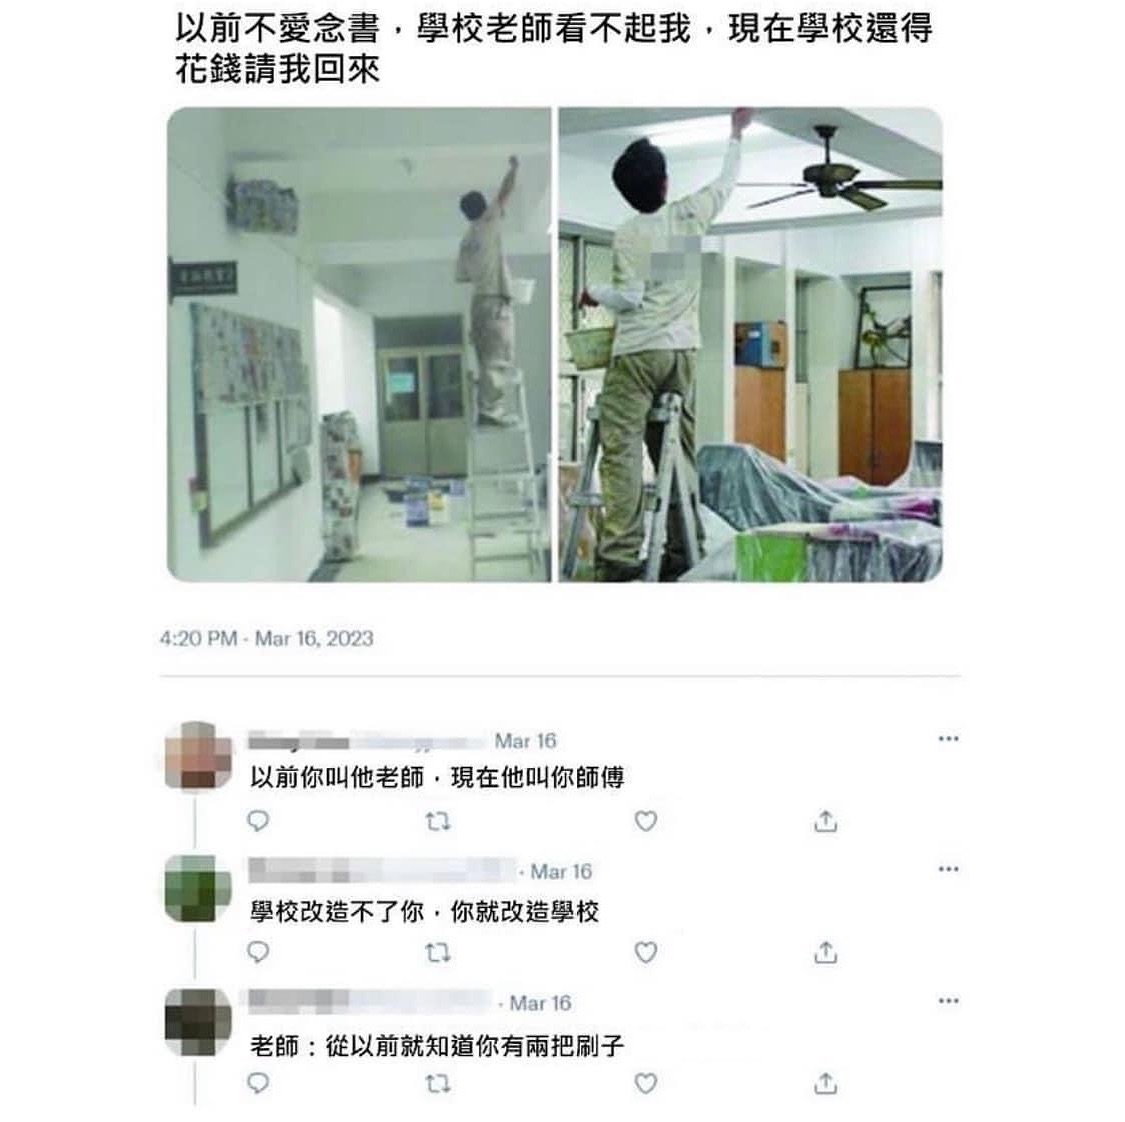 以前不愛念書，學校老師看不起我，現在學校還得
花錢請我回來
4:20 PM · Mar 16, 2023
Mar 16
以前你叫他老師，現在他叫你師傅
· Mar 16
學校改造不了你，你就改造學校
· Mar 16
老師：從以前就知道你有兩把刷子